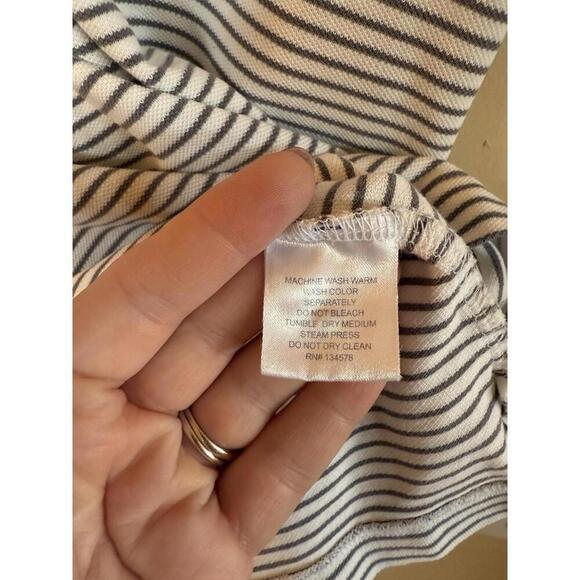 MACHINE WASH WARM
WASH COLOR
SEPARATELY
DO NOT BLEACH
TUMBLE DRY MEDIUM
STEAM PRESS
DO NOT DRY CLEAN
RN# 134578